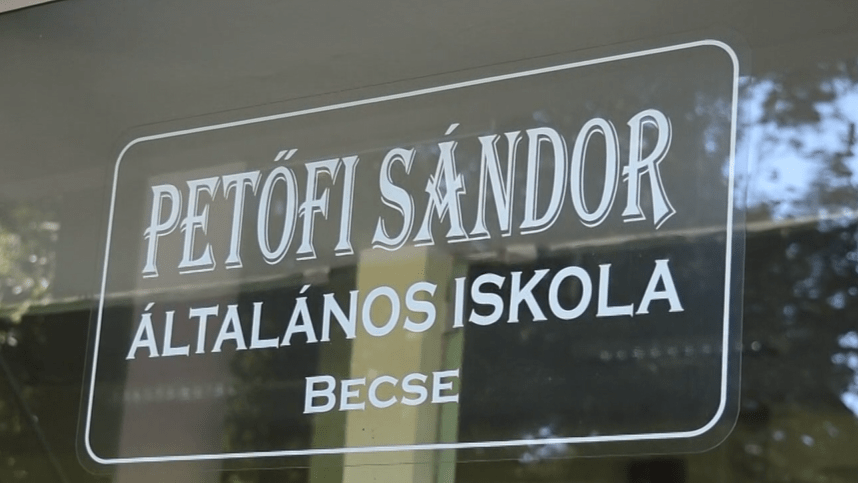 PETŐFI SÁNDOR
ÁLTALÁNOS ISKOLA
BECSE